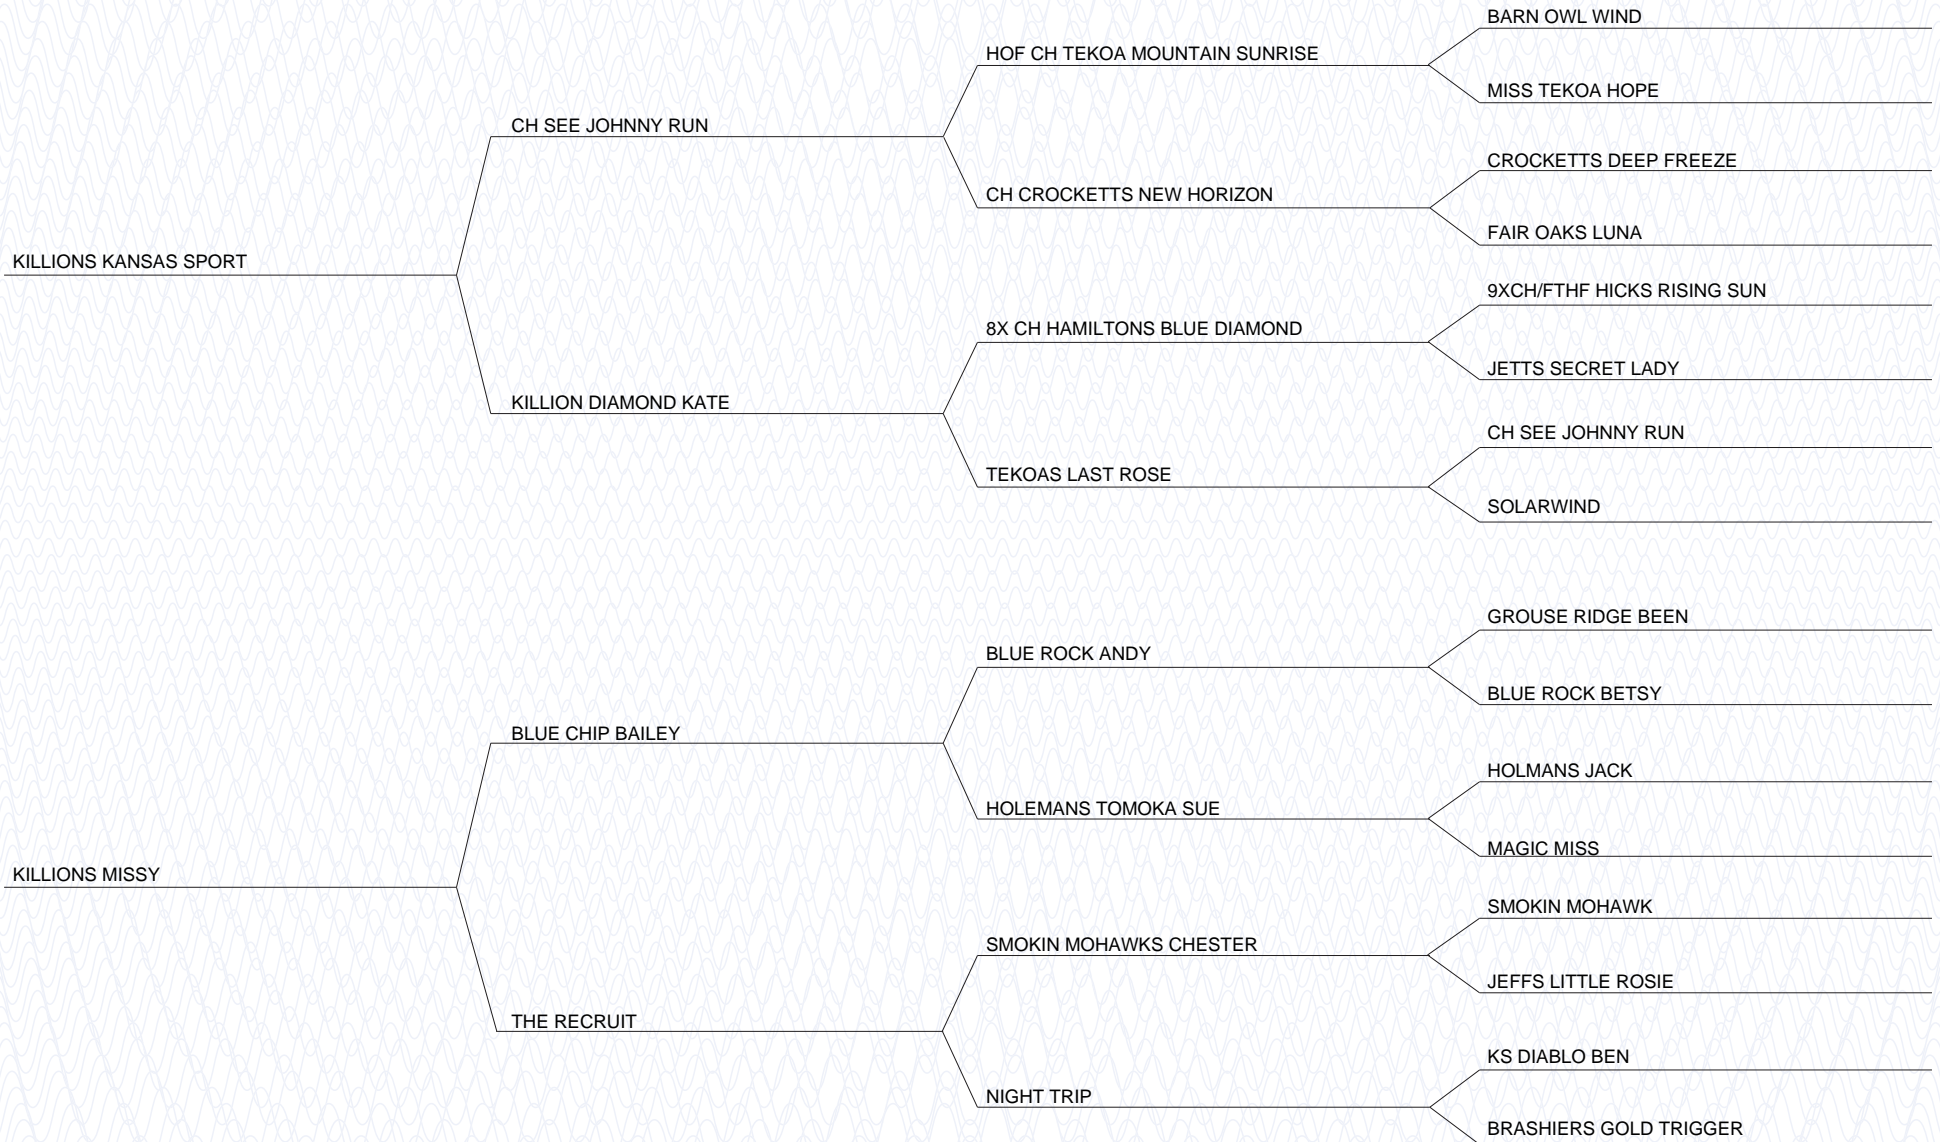 BARN OWL WIND
HOF CH TEKOA MOUNTAIN SUNRISE
MISS TEKOA HOPE
CH SEE JOHNNY RUN
CROCKETTS DEEP FREEZE
CH CROCKETTS NEW HORIZON
FAIR OAKS LUNA
KILLIONS KANSAS SPORT
9XCH/FTHF HICKS RISING SUN
8X CH HAMILTONS BLUE DIAMOND
JETTS SECRET LADY
KILLION DIAMOND KATE
CH SEE JOHNNY RUN
TEKOAS LAST ROSE
SOLARWIND
GROUSE RIDGE BEEN
BLUE ROCK ANDY
BLUE ROCK BETSY
BLUE CHIP BAILEY
HOLMANS JACK
HOLEMANS TOMOKA SUE
MAGIC MISS
KILLIONS MISSY
SMOKIN MOHAWK
SMOKIN MOHAWKS CHESTER
JEFFS LITTLE ROSIE
THE RECRUIT
KS DIABLO BEN
NIGHT TRIP
BRASHIERS GOLD TRIGGER